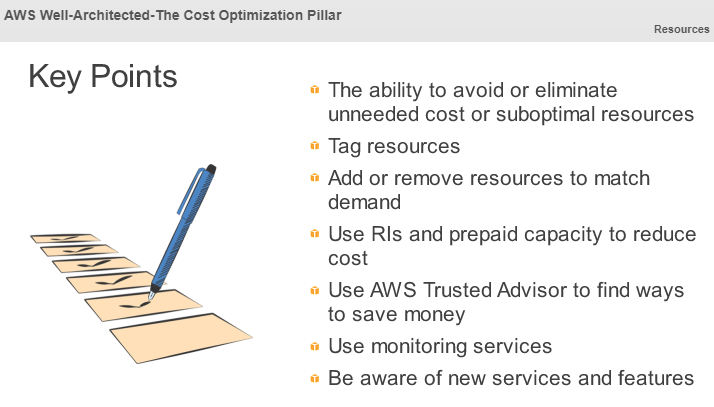 AWS Well-Architected-The Cost Optimization Pillar
Resources
Key Points
The ability to avoid or eliminate
unneeded cost or suboptimal resources
Tag resources
Add or remove resources to match
demand
Use RIs and prepaid capacity to reduce
cost
Use AWS Trusted Advisor to find ways
to save money
Use monitoring services
Be aware of new services and features